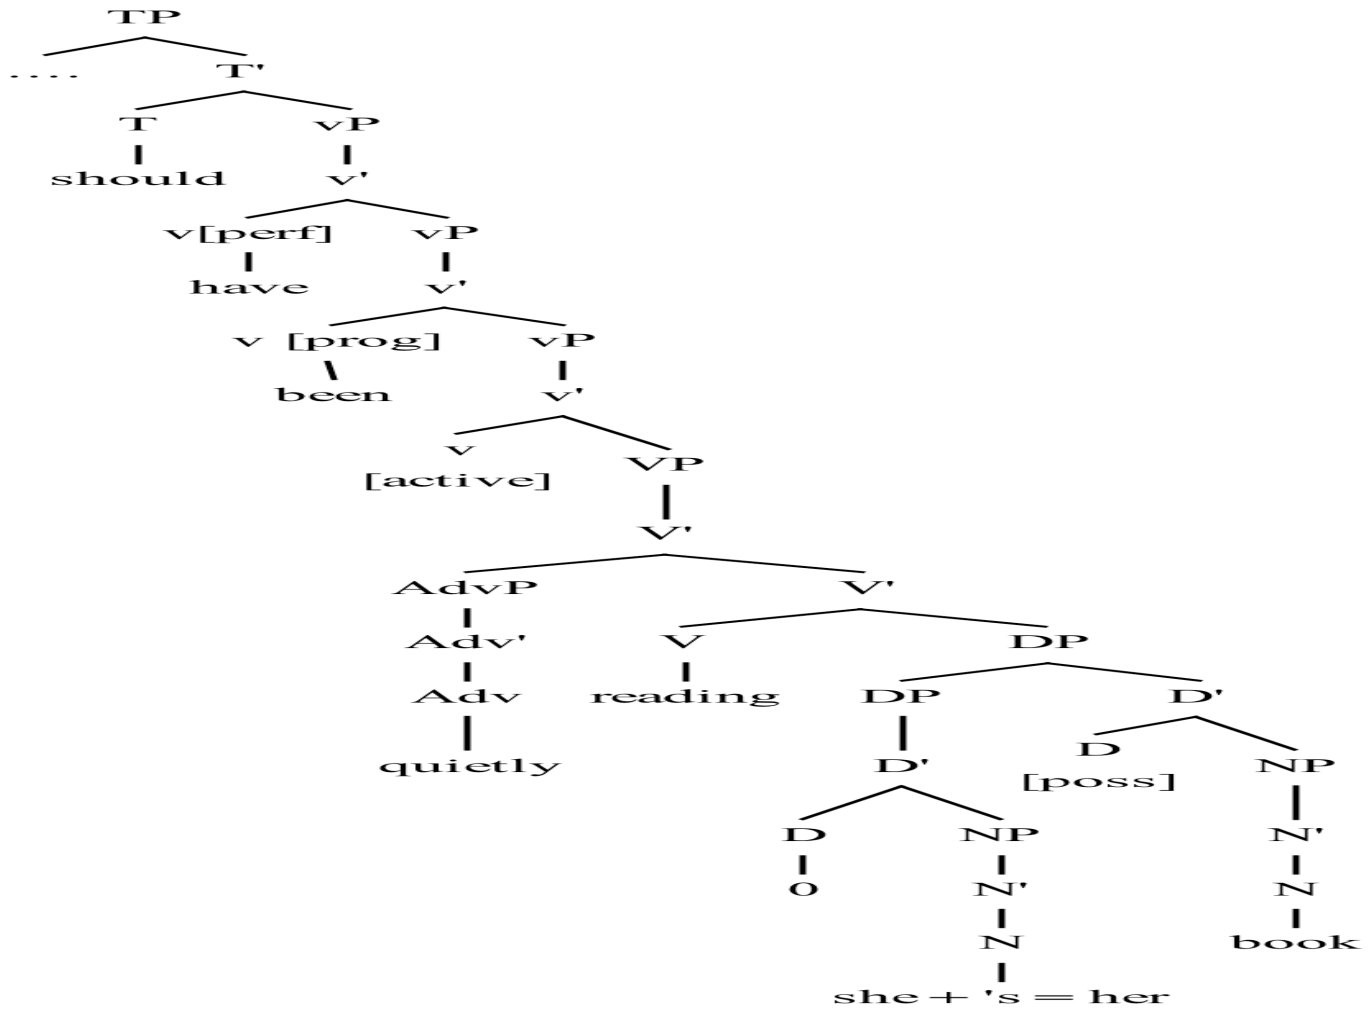 TP
.... T'
T vP
should v'
v[perf] vP
have v'
v [prog] vP
been v'
v VP
[active]
V'
AdvP V'
Adv' V DP
Adv reading DP D'
quietly D' D NP
[poss]
D NP N'
0 N' N
N book
she + 's = her